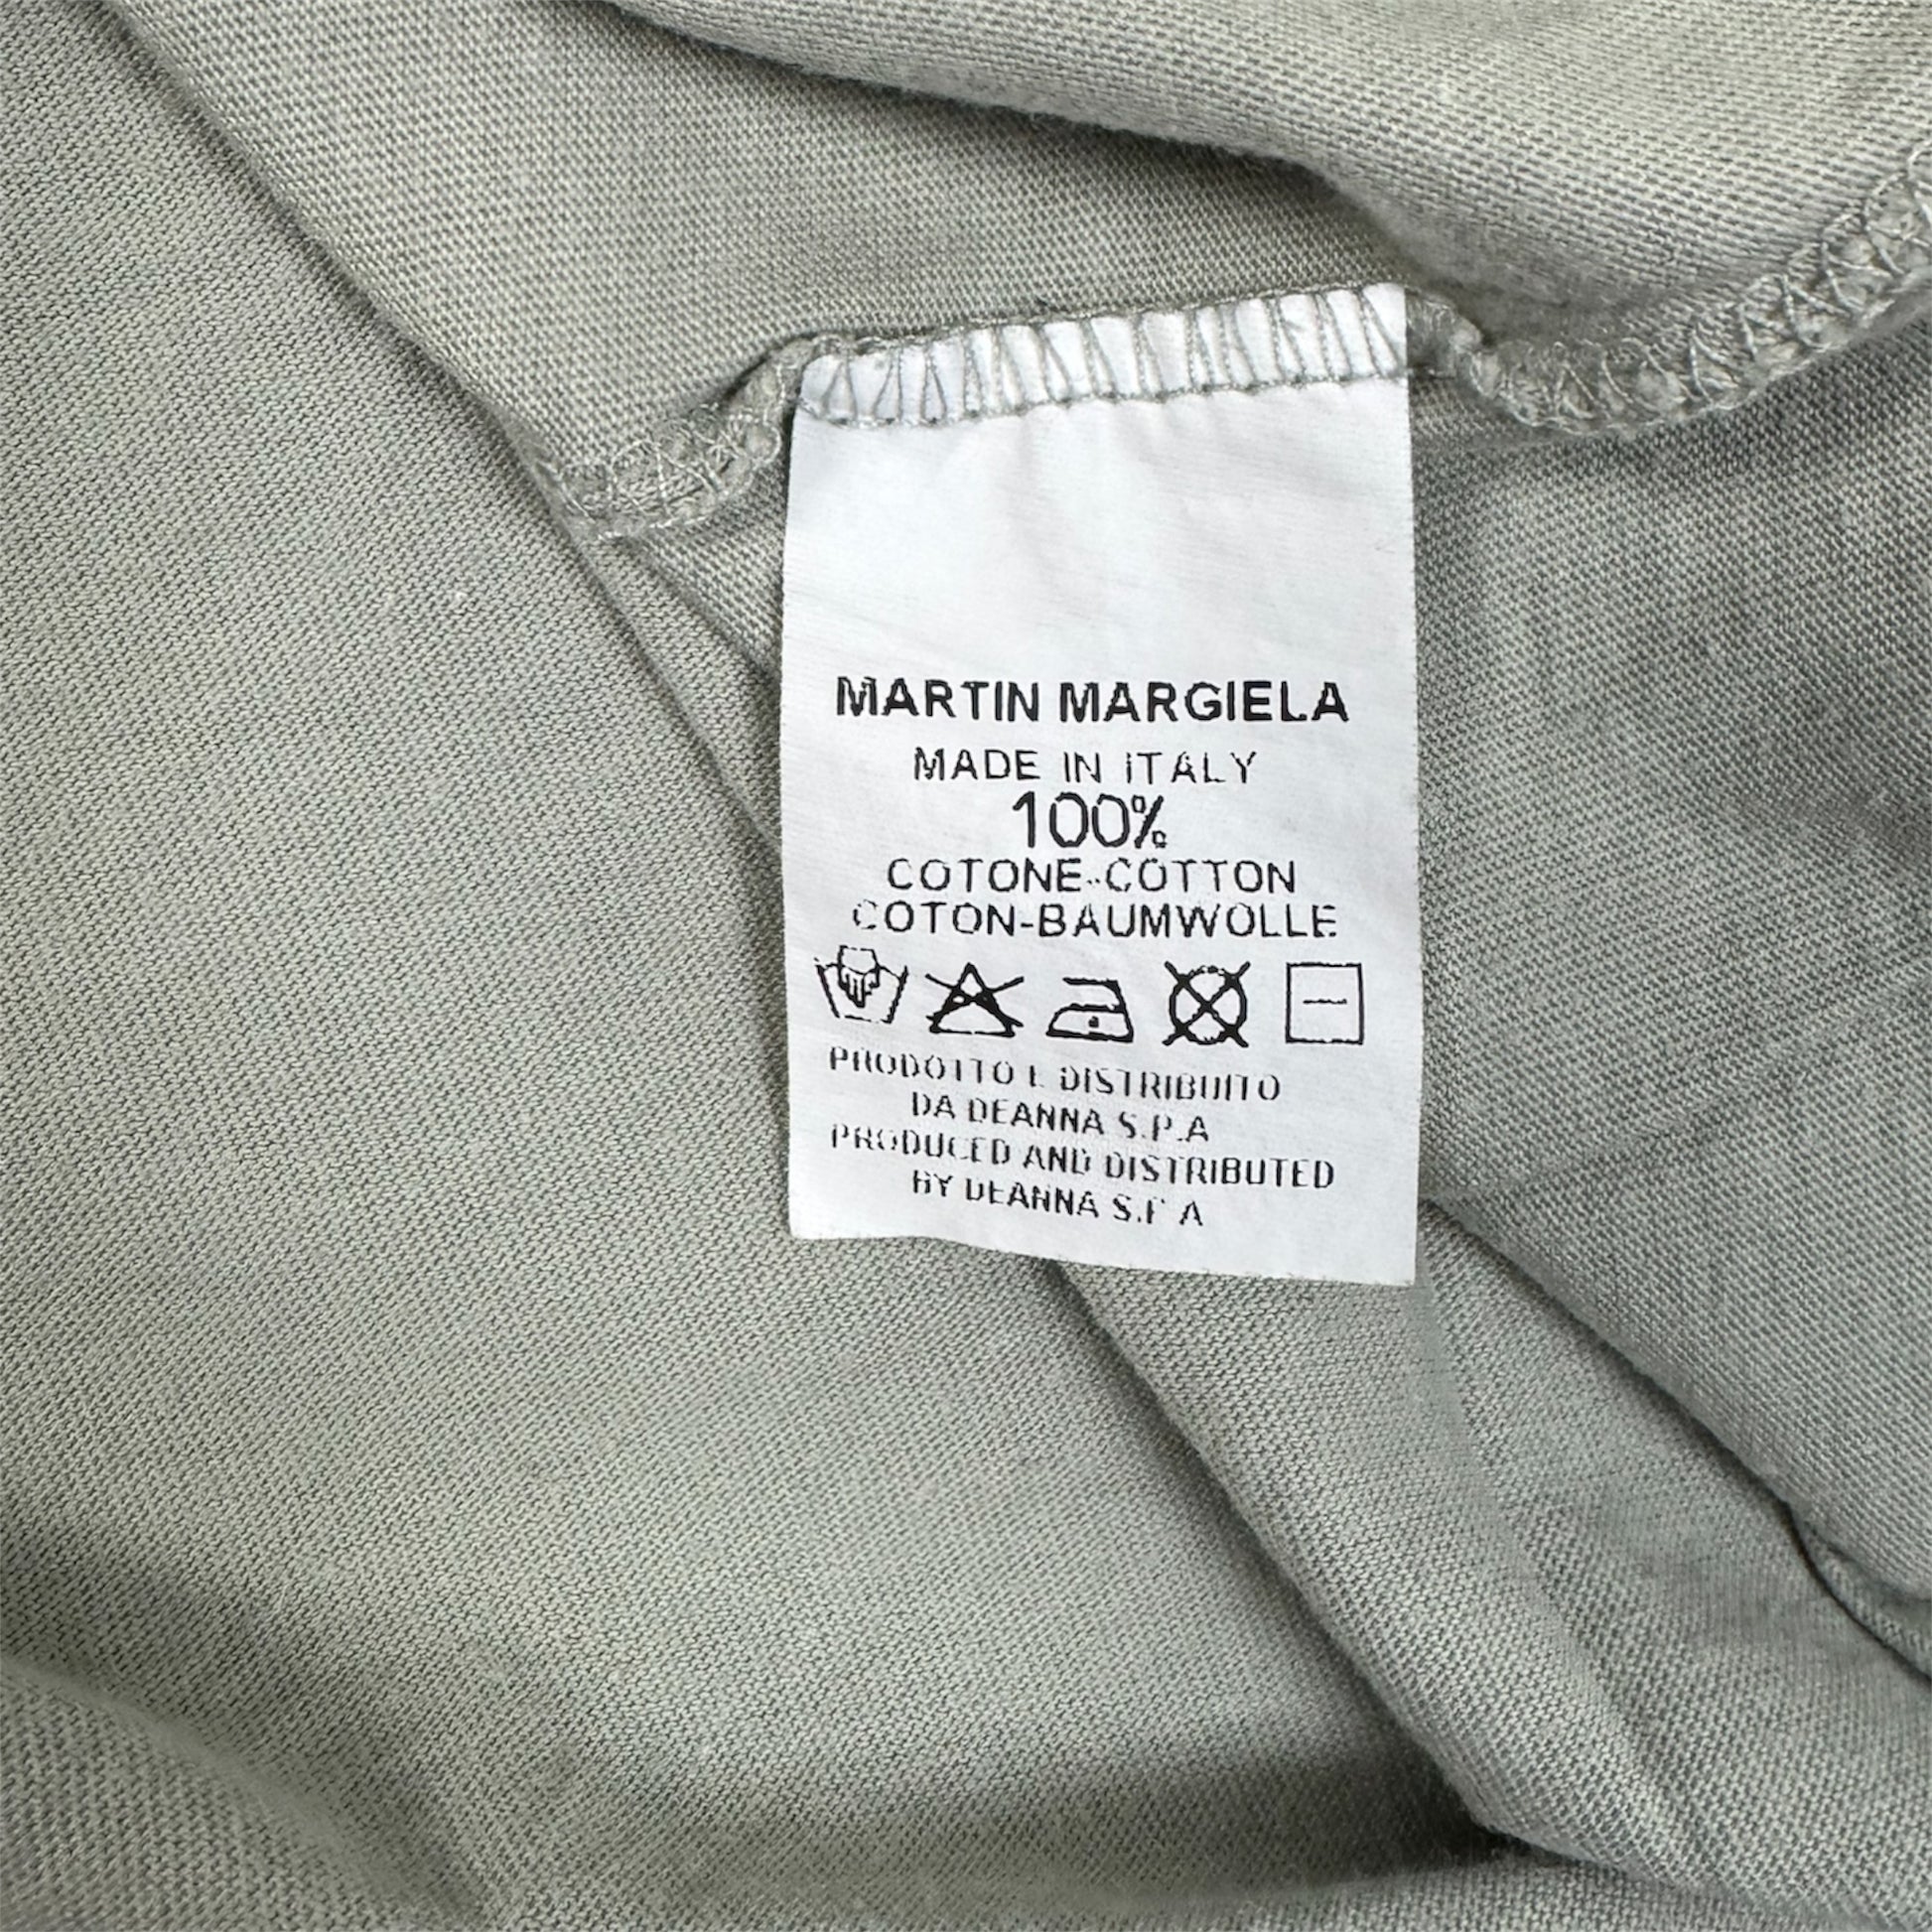 MARTIN MARGIELA
MADE IN ITALY
100%
COTONE-COTTON
COTON-BAUMWOLLE
PRODOTTO E DISTRIBUITO
DA DEANNA S.P.A
PRODUCED AND DISTRIBUTED
BY DEANNA S.P.A